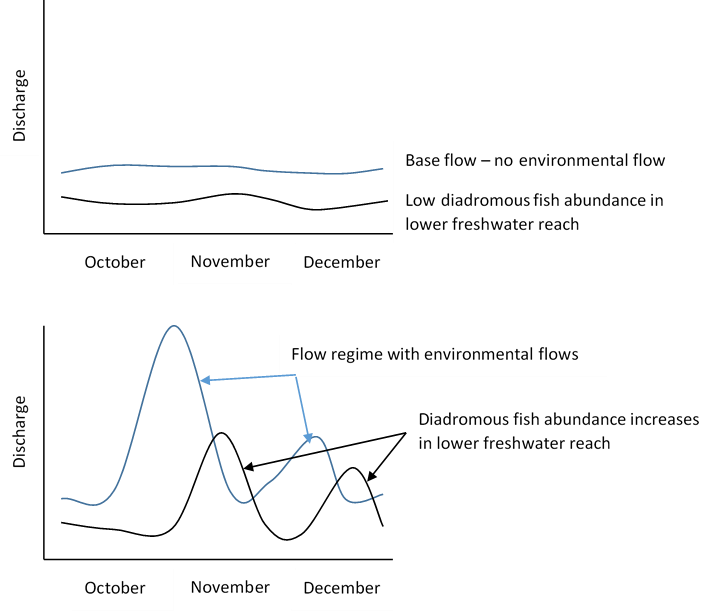 Discharge
Base flow – no environmental flow
Low diadromous fish abundance in
lower freshwater reach
October
November
December
Flow regime with environmental flows
Discharge
Diadromous fish abundance increases
in lower freshwater reach
October
November
December